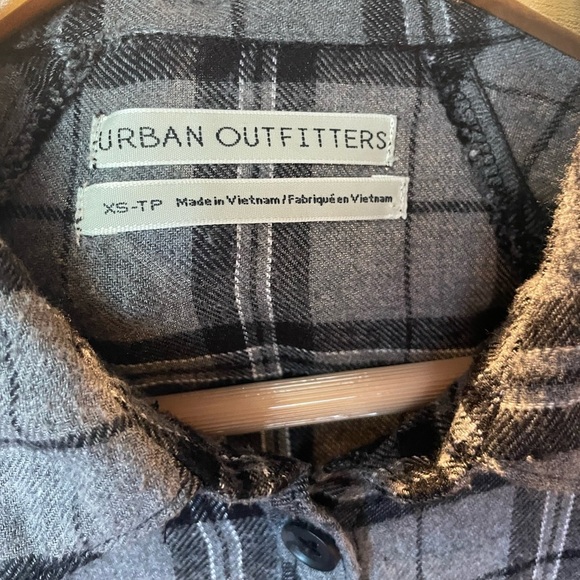 URBAN OUTFITTERS
XS-TP Made in Vietnam / Fabriqué en Vietnam